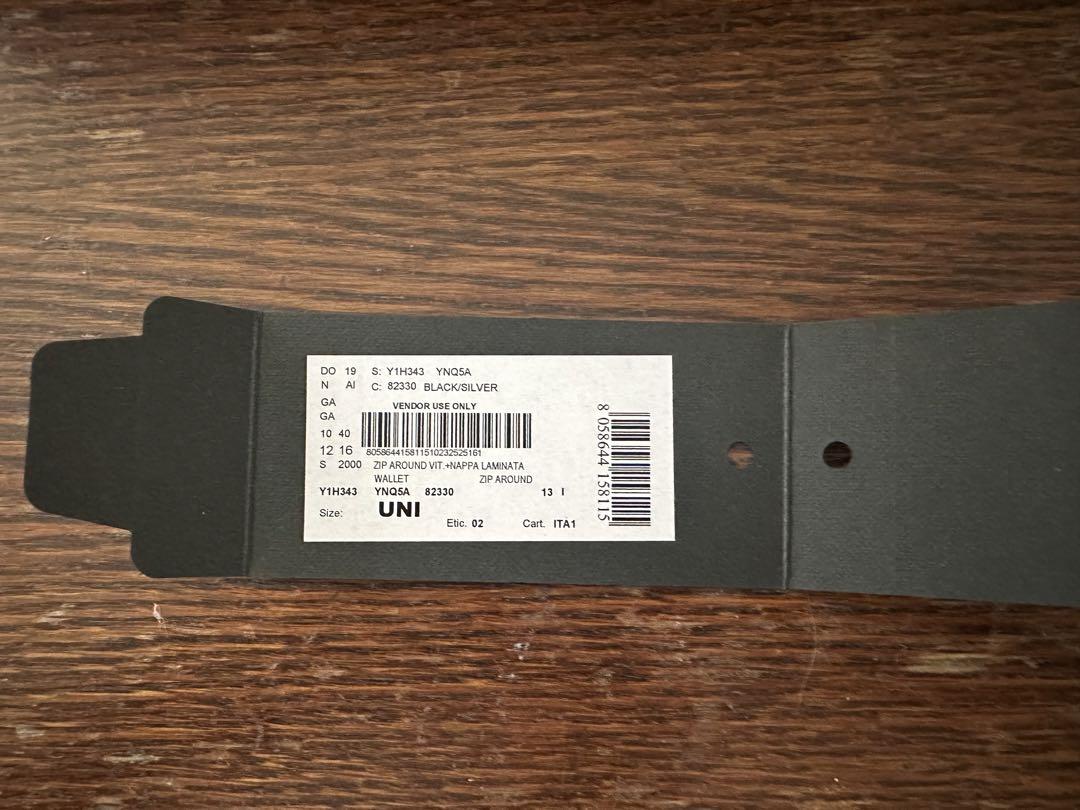 DO 19 S: Y1H343 YNQ5A
N AI C: 82330 BLACK/SILVER
GA VENDOR USE ONLY
GA
10 40
12 16 805864415811510232525161
S 2000 ZIP AROUND VIT.+NAPPA LAMINATA
WALLET ZIP AROUND
Y1H343 YNQ5A 82330 13 I
Size: UNI
Etic. 02 Cart. ITA1
8 058644 158115